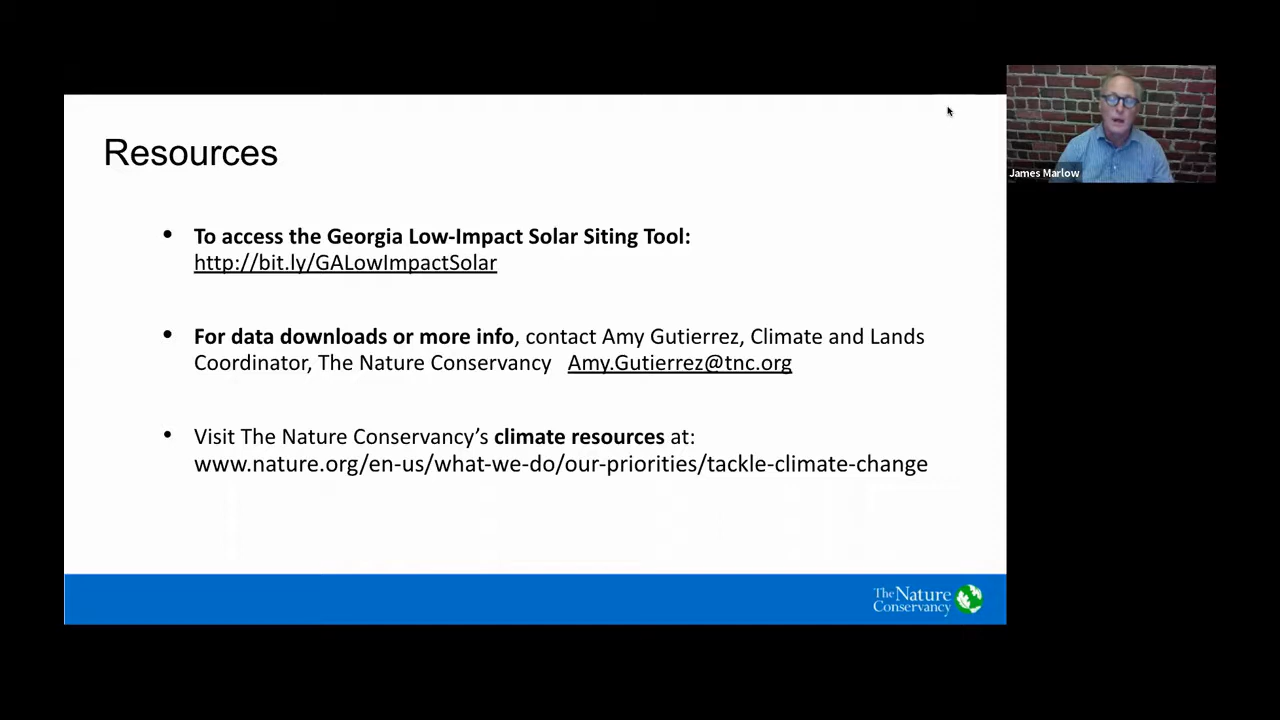 Resources
• To access the Georgia Low-Impact Solar Siting Tool:
http://bit.ly/GALowImpactSolar
• For data downloads or more info, contact Amy Gutierrez, Climate and Lands
Coordinator, The Nature Conservancy Amy.Gutierrez@tnc.org
• Visit The Nature Conservancy’s climate resources at:
www.nature.org/en-us/what-we-do/our-priorities/tackle-climate-change
The Nature
Conservancy
James Marlow